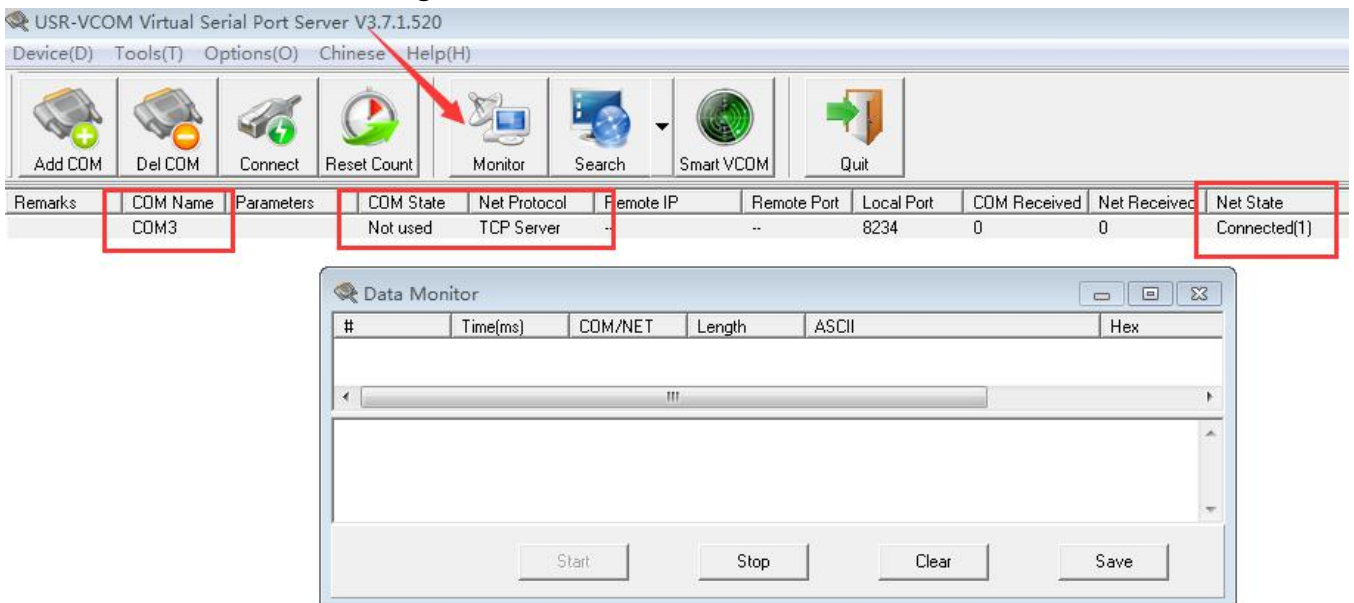 USR-VCOM Virtual Serial Port Server V3.7.1.520
Device(D) Tools(T) Options(O) Chinese Help(H)
Add COM Del COM Connect Reset Count Monitor Search Smart VCOM Quit
Remarks COM Name Parameters COM State Net Protocol Remote IP Remote Port Local Port COM Received Net Received Net State
COM3 Not used TCP Server -- -- 8234 0 0 Connected(1)
Data Monitor
# Time(ms) COM/NET Length ASCII Hex
Start Stop Clear Save